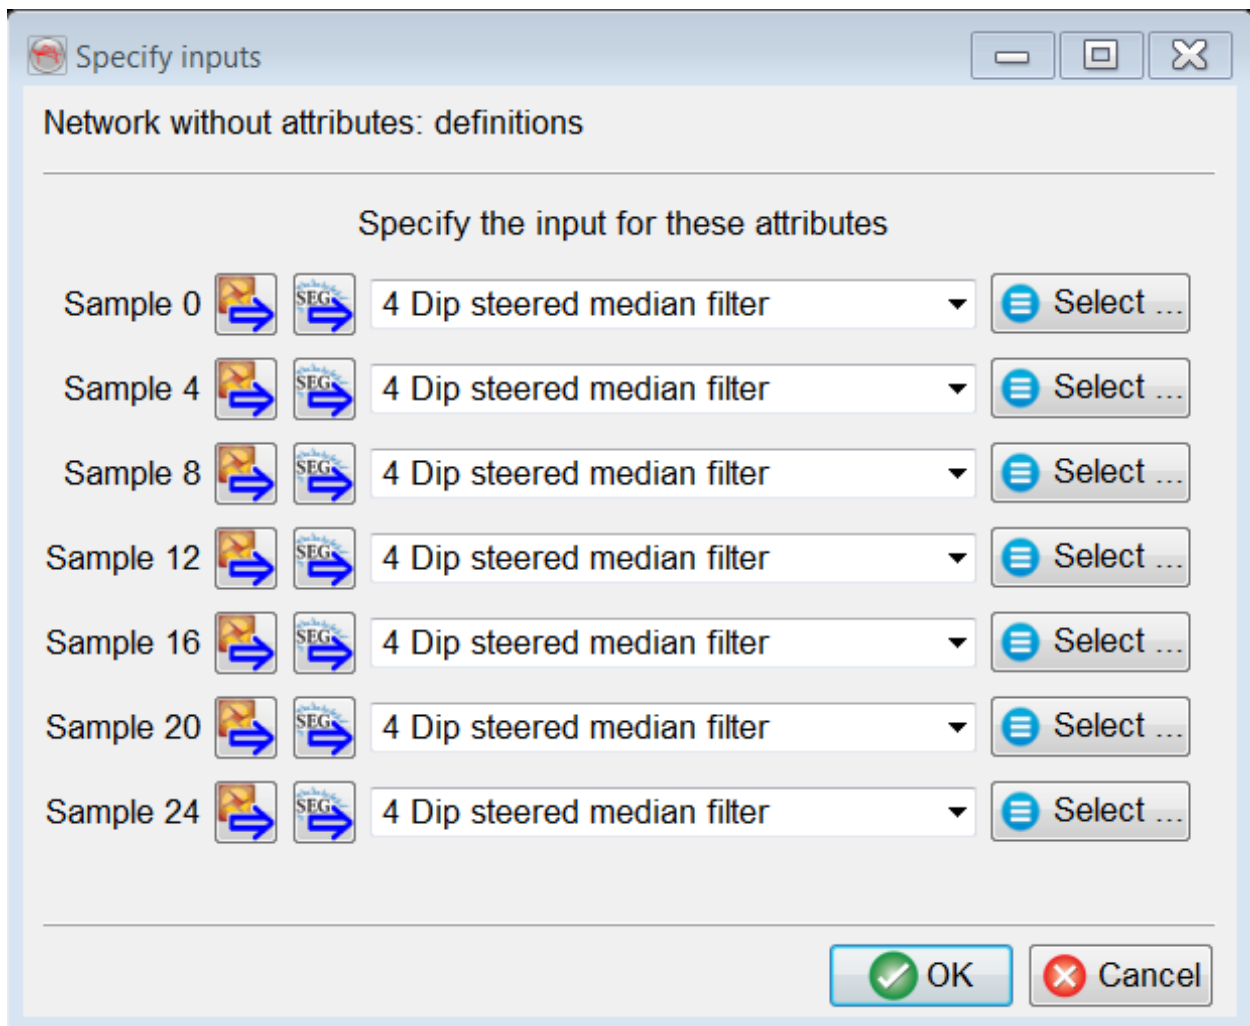 Specify inputs
Network without attributes: definitions
Specify the input for these attributes
Sample 0 SEG 4 Dip steered median filter Select ...
Sample 4 SEG 4 Dip steered median filter Select ...
Sample 8 SEG 4 Dip steered median filter Select ...
Sample 12 SEG 4 Dip steered median filter Select ...
Sample 16 SEG 4 Dip steered median filter Select ...
Sample 20 SEG 4 Dip steered median filter Select ...
Sample 24 SEG 4 Dip steered median filter Select ...
OK Cancel